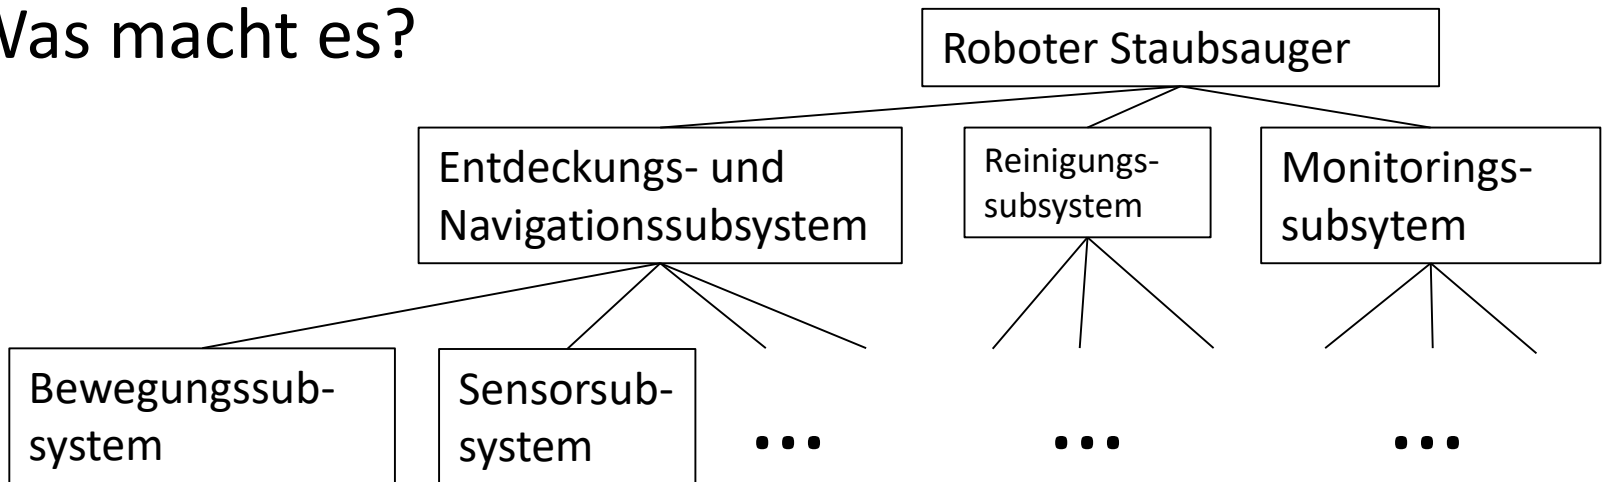 Was macht es?
Roboter Staubsauger
Entdeckungs- und
Navigationssubsystem
Reinigungs-
subsystem
Monitorings-
subsytem
Bewegungssub-
system
Sensorsub-
system
...
...
...